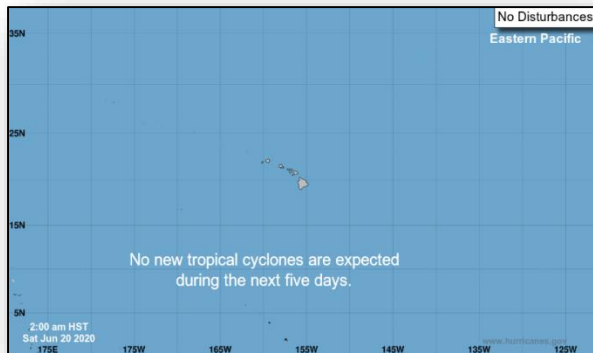 No Disturbances
Eastern Pacific
35N
25N
15N
No new tropical cyclones are expected
during the next five days.
5N
2:00 am HST
Sat Jun 20 2020
www.hurricanes.gov
175E
175W
165W
155W
145W
135W
125W